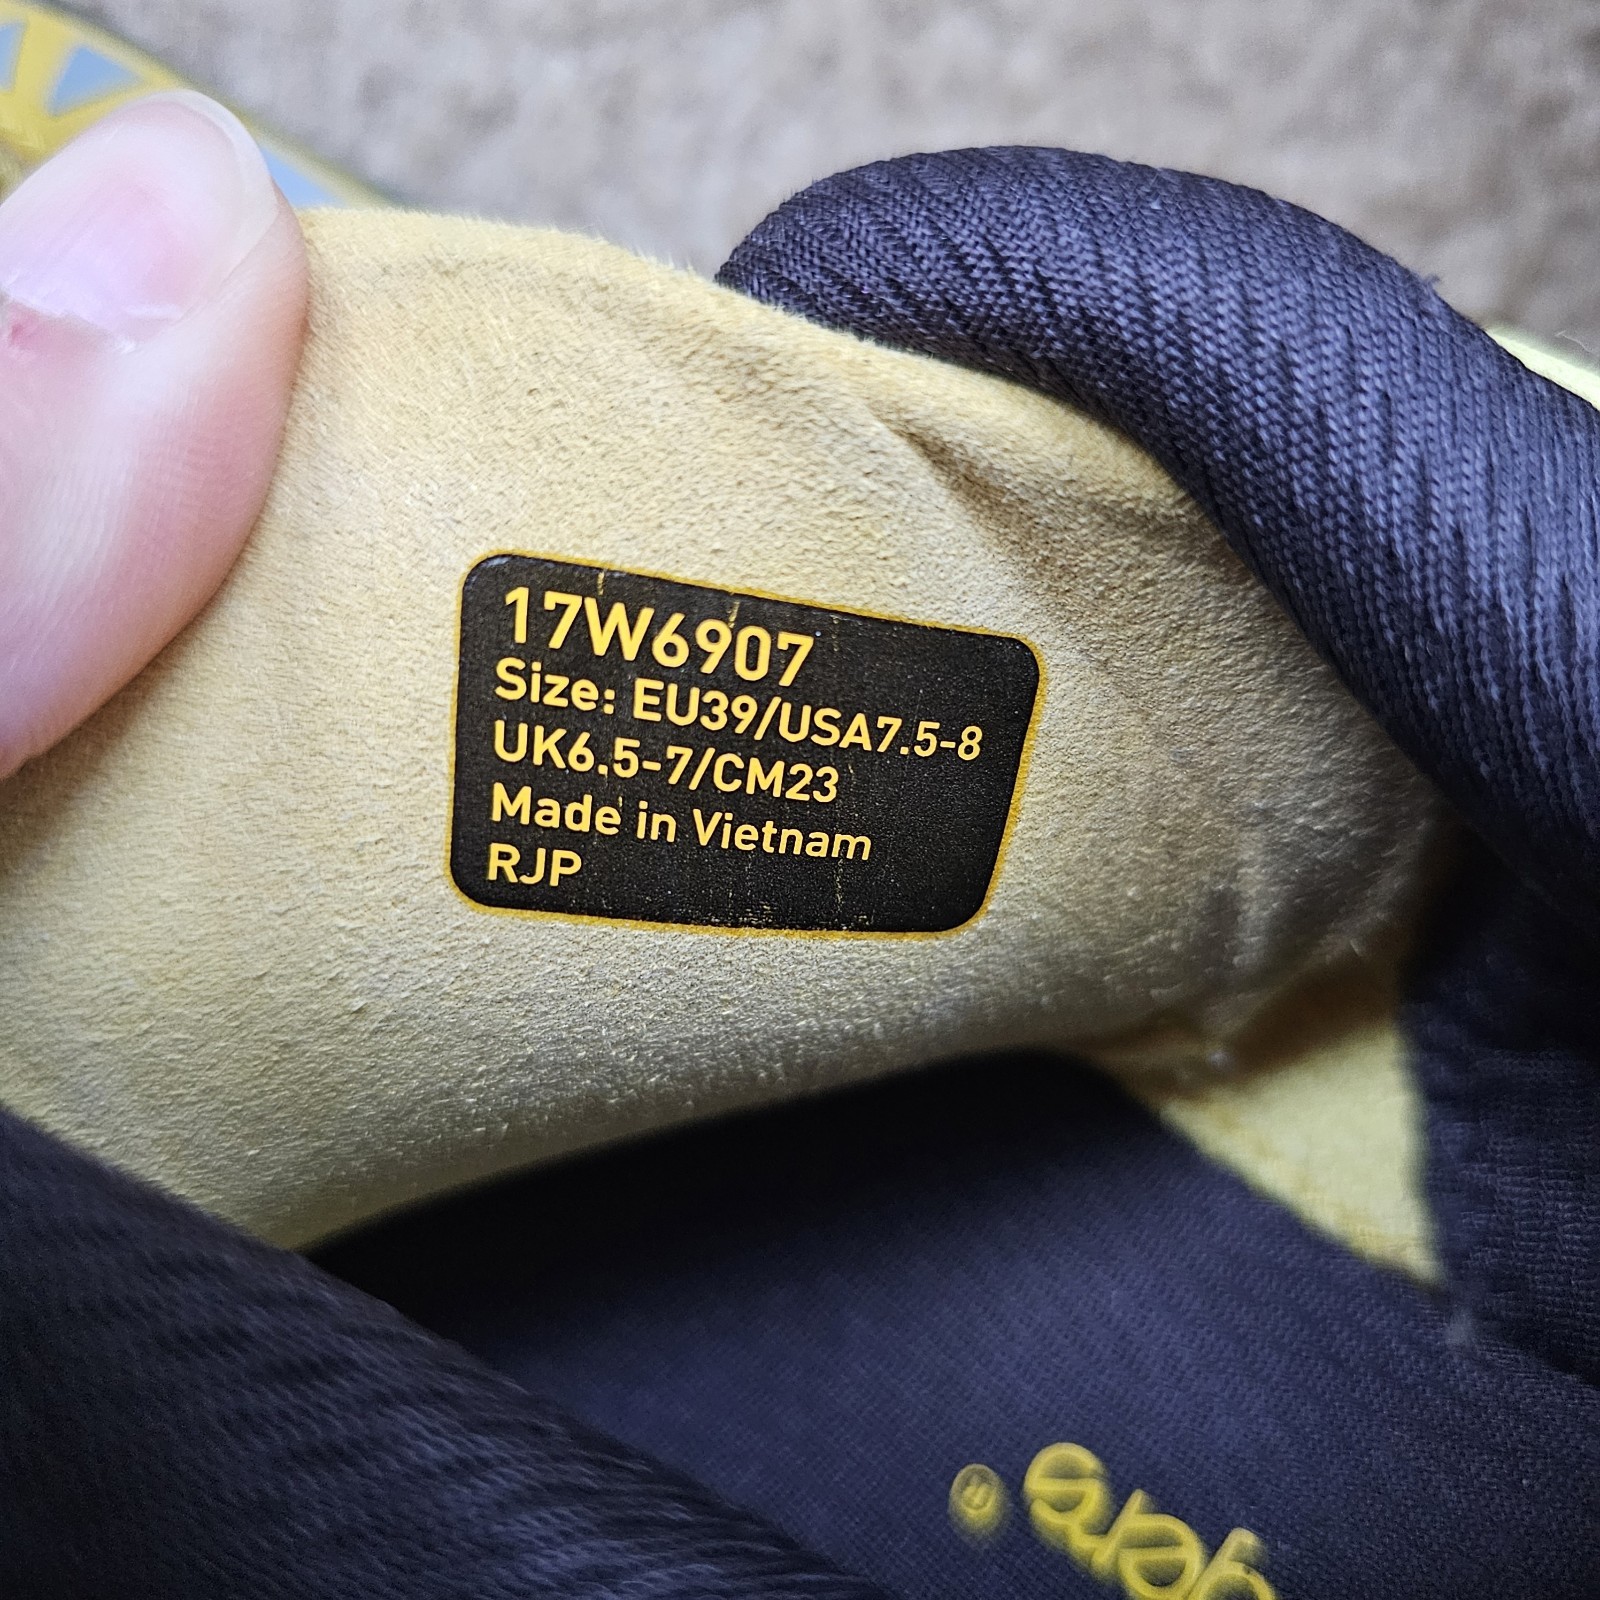 17W6907
Size: EU39/USA7.5-8
UK6.5-7/CM23
Made in Vietnam
RJP